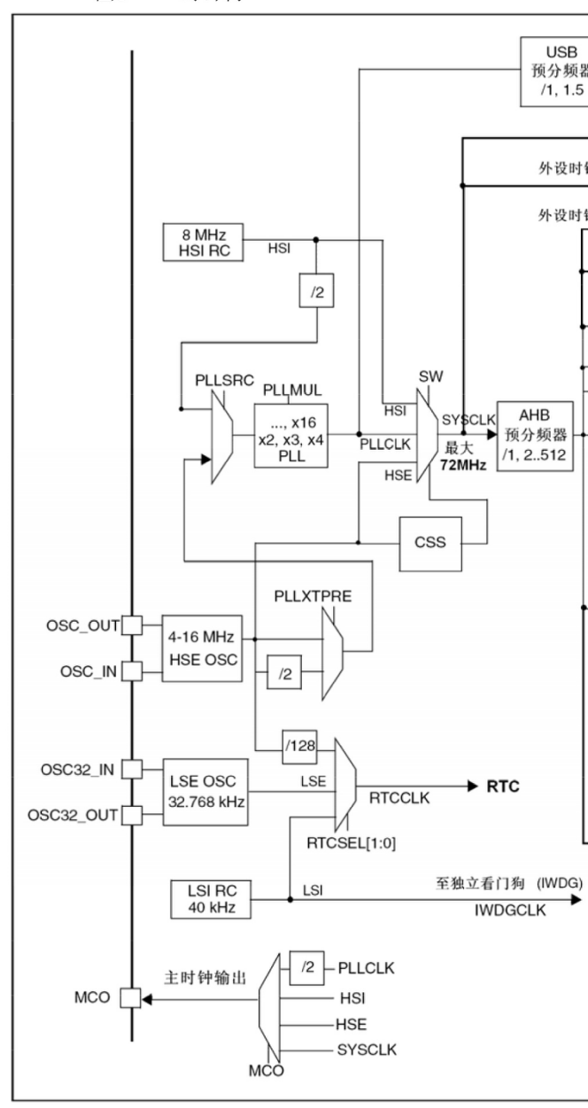 USB
预分频器
/1, 1.5
外设时钟
外设时钟
8 MHz
HSI RC
HSI
/2
PLLSRC
PLLMUL
SW
..., x16
x2, x3, x4
PLL
HSI
PLLCLK
HSE
SYSCLK
最大
72MHz
AHB
预分频器
/1, 2..512
CSS
PLLXTPRE
OSC_OUT
OSC_IN
4-16 MHz
HSE OSC
/2
/128
OSC32_IN
OSC32_OUT
LSE OSC
32.768 kHz
LSE
RTCCLK
RTC
RTCSEL[1:0]
LSI RC
40 kHz
LSI
至独立看门狗 (IWDG)
IWDGCLK
MCO
主时钟输出
/2
PLLCLK
HSI
HSE
SYSCLK
MCO